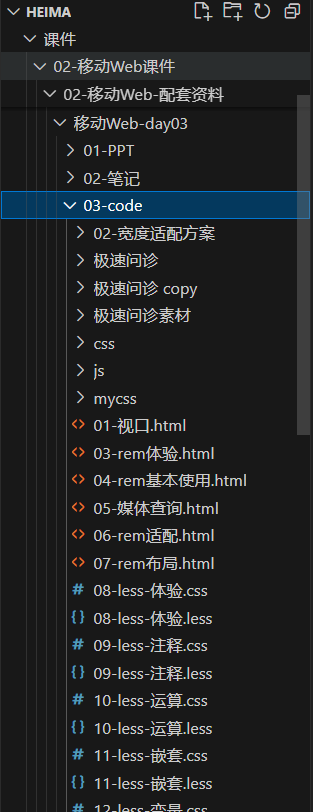 HEIMA
课件
02-移动Web课件
02-移动Web-配套资料
移动Web-day03
01-PPT
02-笔记
03-code
02-宽度适配方案
极速问诊
极速问诊 copy
极速问诊素材
css
js
mycss
01-视口.html
03-rem体验.html
04-rem基本使用.html
05-媒体查询.html
06-rem适配.html
07-rem布局.html
08-less-体验.css
08-less-体验.less
09-less-注释.css
09-less-注释.less
10-less-运算.css
10-less-运算.less
11-less-嵌套.css
11-less-嵌套.less
12-less-变量.css